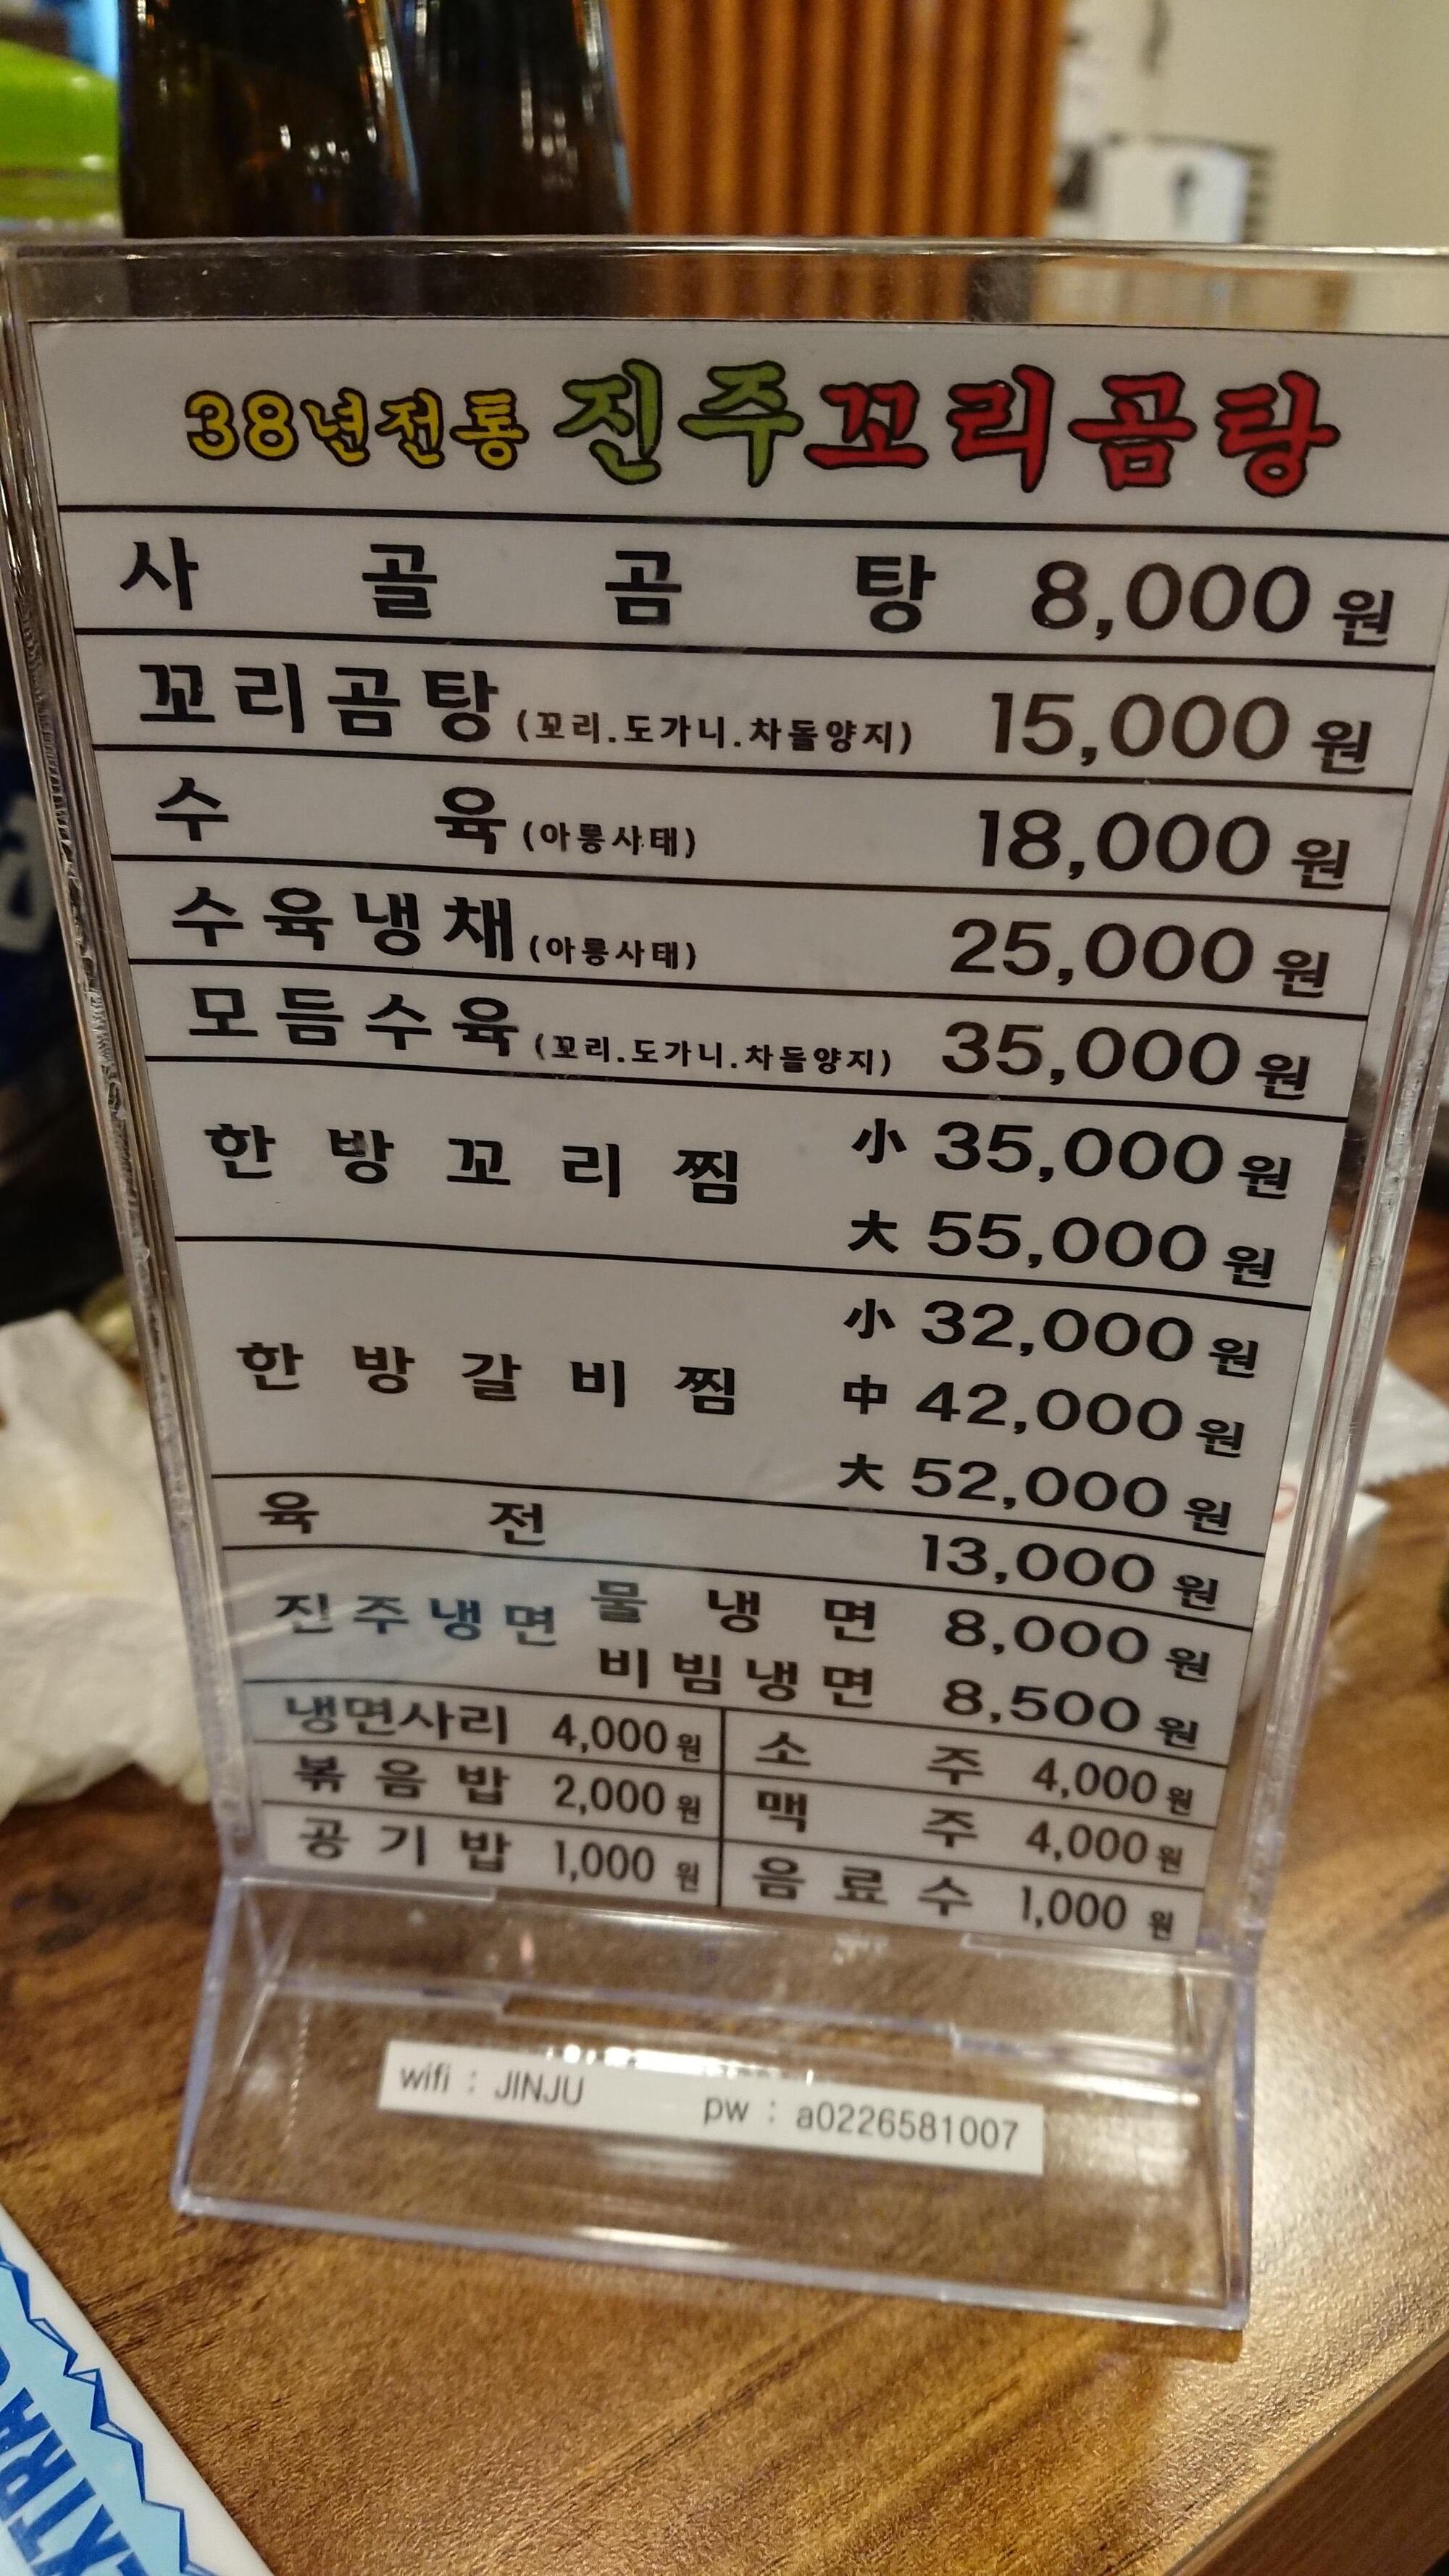 38년전통 진주꼬리곰탕
사골곰탕 8,000원
꼬리곰탕(꼬리.도가니.차돌양지) 15,000원
수육(아롱사태) 18,000원
수육냉채(아롱사태) 25,000원
모듬수육(꼬리.도가니.차돌양지) 35,000원
한방꼬리찜 小 35,000원
大 55,000원
한방갈비찜 小 32,000원
中 42,000원
大 52,000원
육전 13,000원
진주냉면 물냉면 8,000원
비빔냉면 8,500원
냉면사리 4,000원 소주 4,000원
볶음밥 2,000원 맥주 4,000원
공기밥 1,000원 음료수 1,000원
wifi : JINJU pw : a0226581007
EXTRA